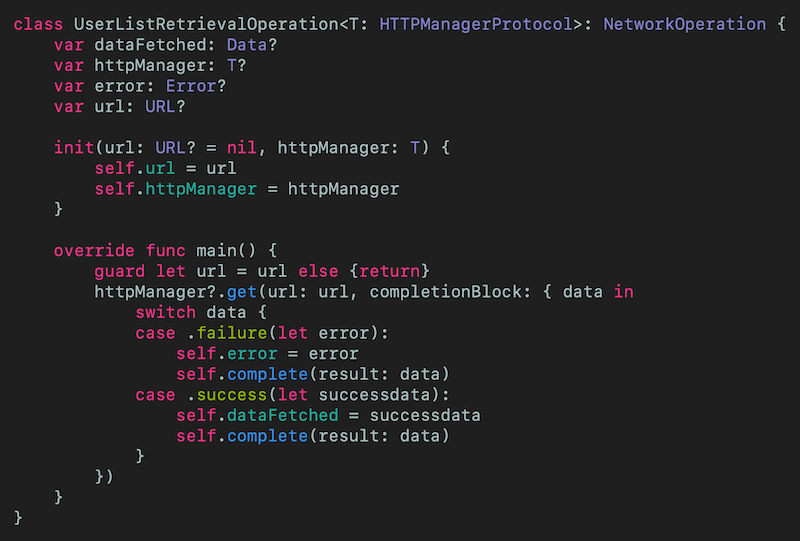 class UserListRetrievalOperation<T: HTTPManagerProtocol>: NetworkOperation {
    var dataFetched: Data?
    var httpManager: T?
    var error: Error?
    var url: URL?

    init(url: URL? = nil, httpManager: T) {
        self.url = url
        self.httpManager = httpManager
    }

    override func main() {
        guard let url = url else {return}
        httpManager?.get(url: url, completionBlock: { data in
            switch data {
            case .failure(let error):
                self.error = error
                self.complete(result: data)
            case .success(let successdata):
                self.dataFetched = successdata
                self.complete(result: data)
            }
        })
    }
}